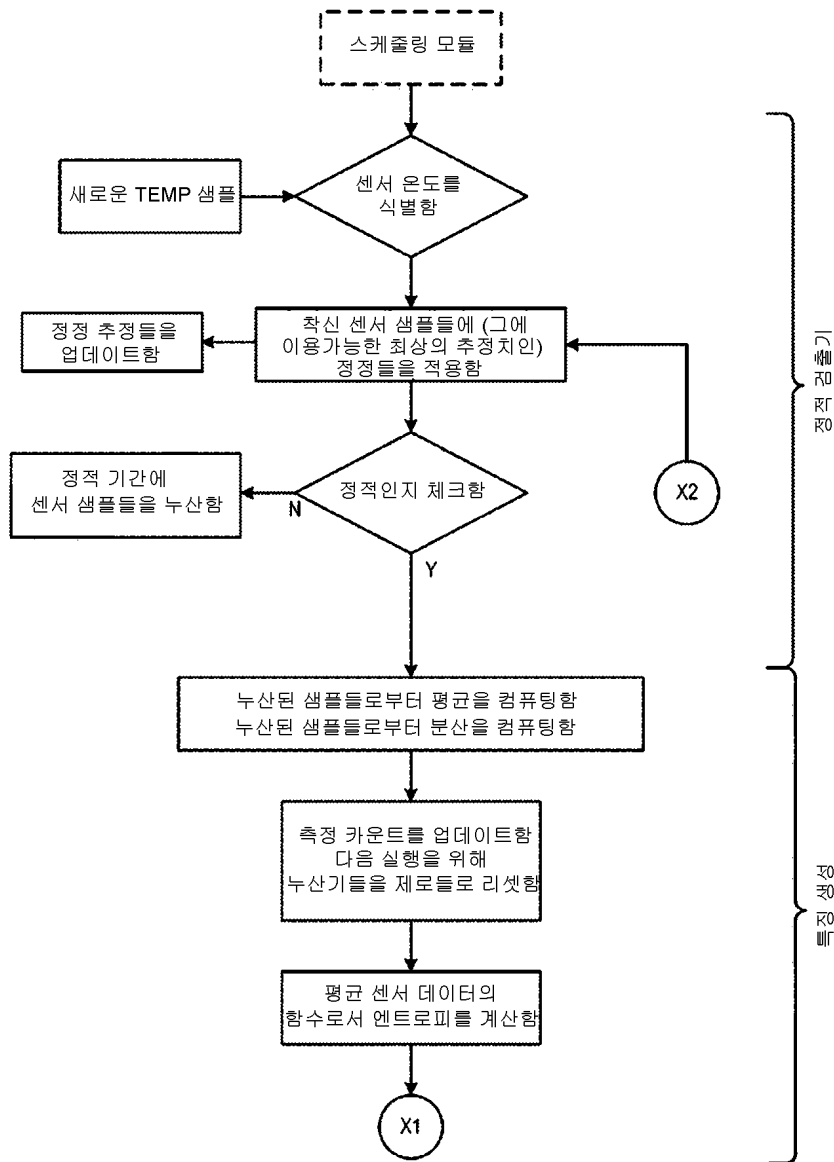 스케줄링 모듈
새로운 TEMP 샘플
센서 온도를
식별함
정정 추정들을
업데이트함
착신 센서 샘플들에 (그에
이용가능한 최상의 추정치인)
정정들을 적용함
정적 기간에
센서 샘플들을 누산함
N
정적인지 체크함
Y
X2
정적 검출기
누산된 샘플들로부터 평균을 컴퓨팅함
누산된 샘플들로부터 분산을 컴퓨팅함
측정 카운트를 업데이트함
다음 실행을 위해
누산기들을 제로들로 리셋함
평균 센서 데이터의
함수로서 엔트로피를 계산함
X1
특징 생성